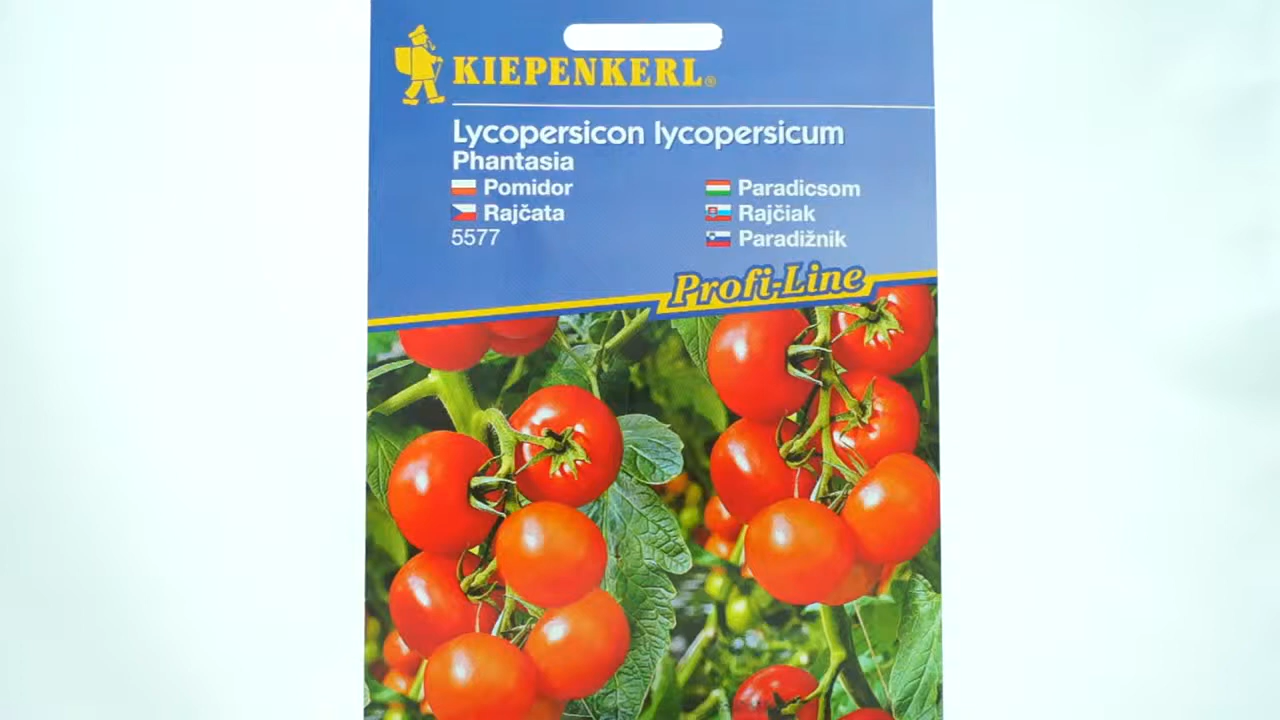 KIEPENKERL®
Lycopersicon lycopersicum
Phantasia
Pomidor
Rajčata
5577
Paradicsom
Rajčiak
Paradižnik
Profi-Line